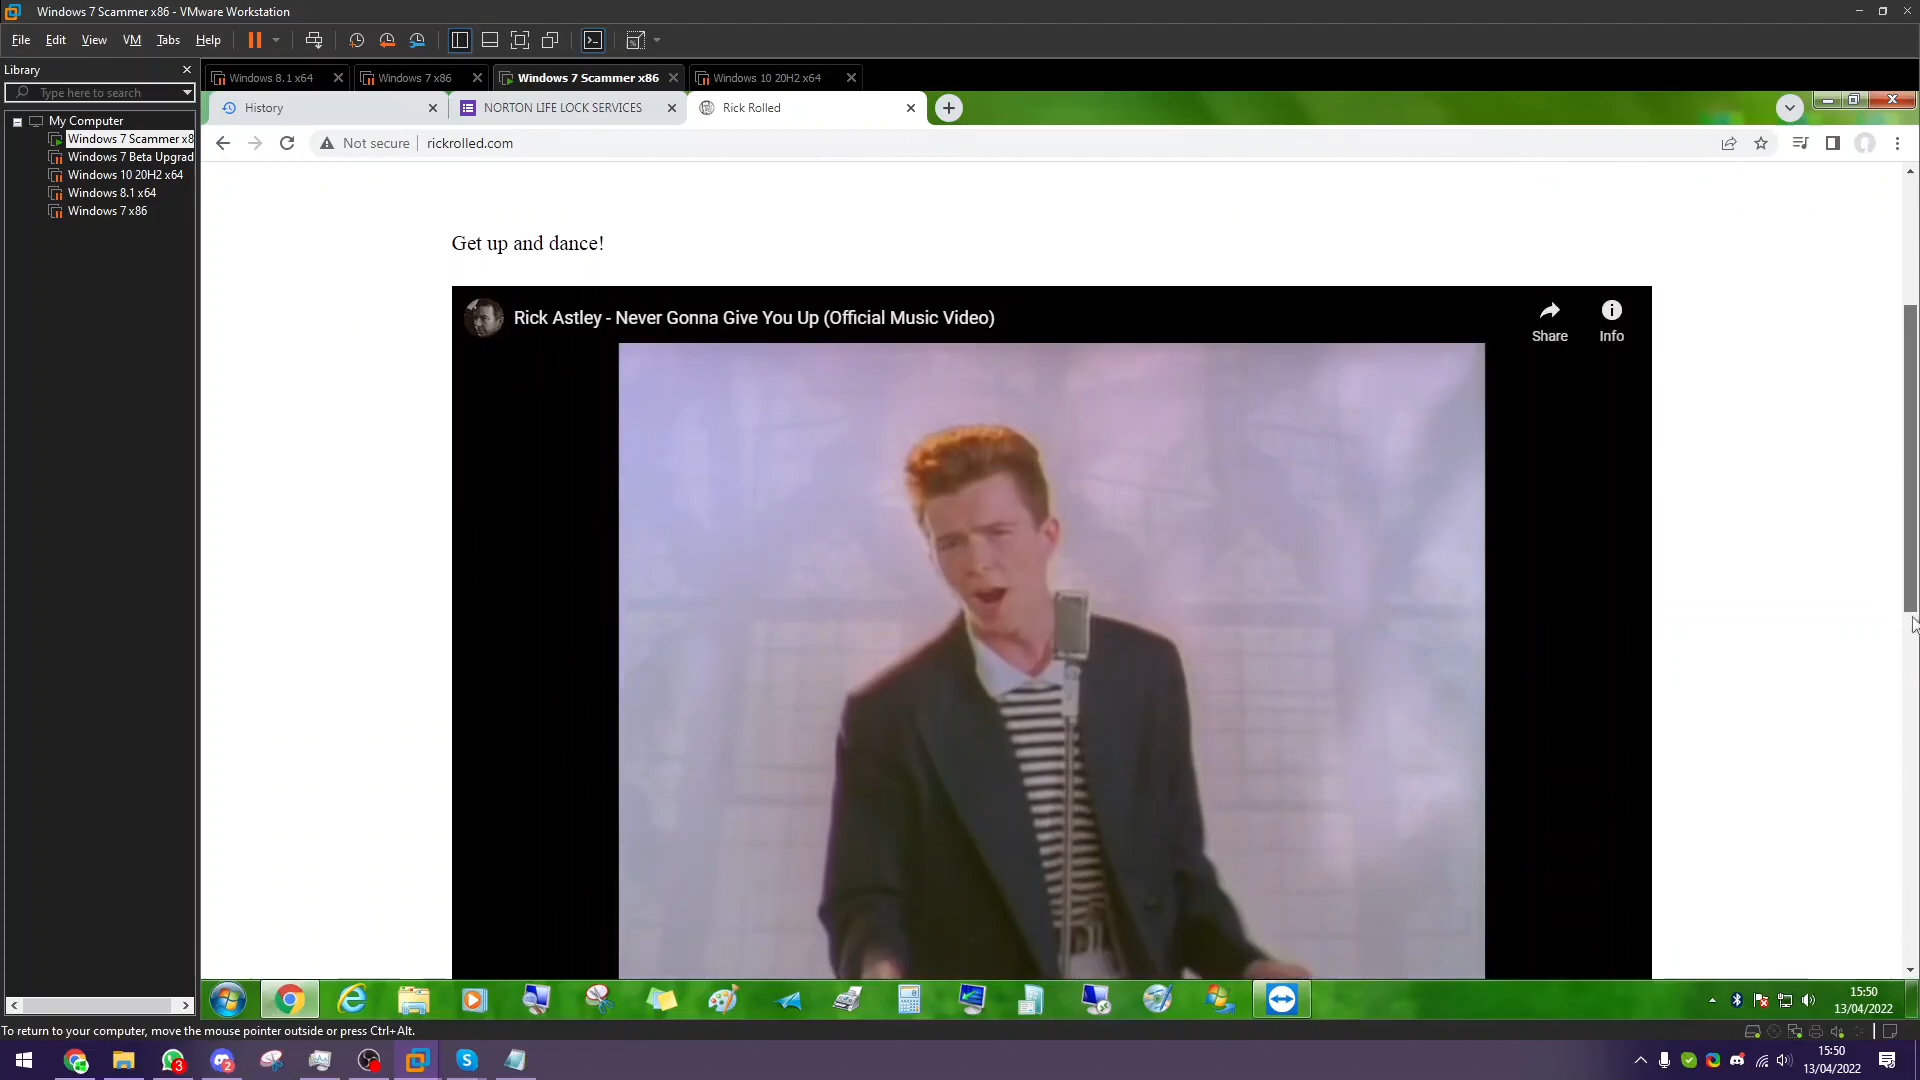 Windows 7 Scammer x86 - VMware Workstation
File Edit View VM Tabs Help
Library
Type here to search
My Computer
Windows 7 Scammer x8
Windows 7 Beta Upgrad
Windows 10 20H2 x64
Windows 8.1 x64
Windows 7 x86
Windows 8.1 x64 Windows 7 x86 Windows 7 Scammer x86 Windows 10 20H2 x64
History NORTON LIFE LOCK SERVICES Rick Rolled
Not secure rickrolled.com
Get up and dance!
Rick Astley - Never Gonna Give You Up (Official Music Video)
Share Info
15:50
13/04/2022
To return to your computer, move the mouse pointer outside or press Ctrl+Alt.
3
2
15:50
13/04/2022